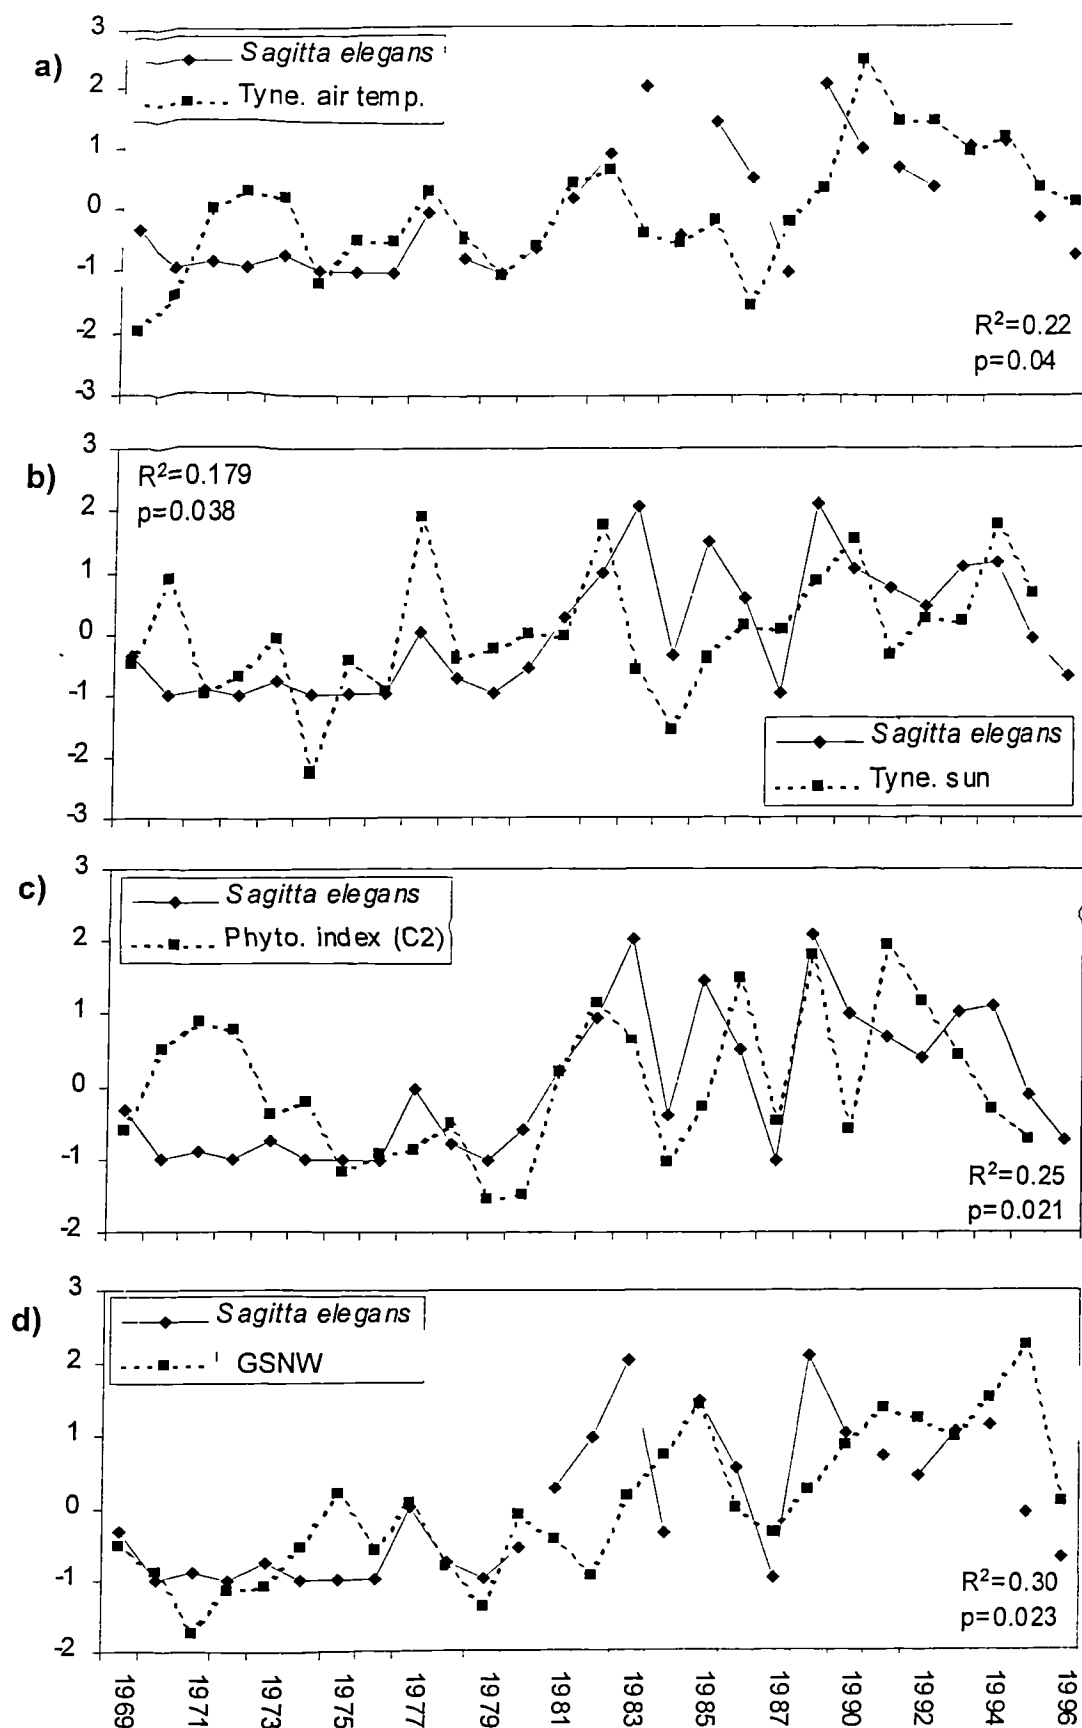 a)
3
2
1
0
-1
-2
-3
Sagitta elegans
Tyne. air temp.
R²=0.22
p=0.04
b)
3
2
1
0
-1
-2
-3
R²=0.179
p=0.038
Sagitta elegans
Tyne. sun
c)
3
2
1
0
-1
-2
Sagitta elegans
Phyto. index (C2)
R²=0.25
p=0.021
d)
3
2
1
0
-1
-2
Sagitta elegans
GSNW
R²=0.30
p=0.023
1969 1971 1973 1975 1977 1979 1981 1983 1985 1987 1990 1992 1994 1996